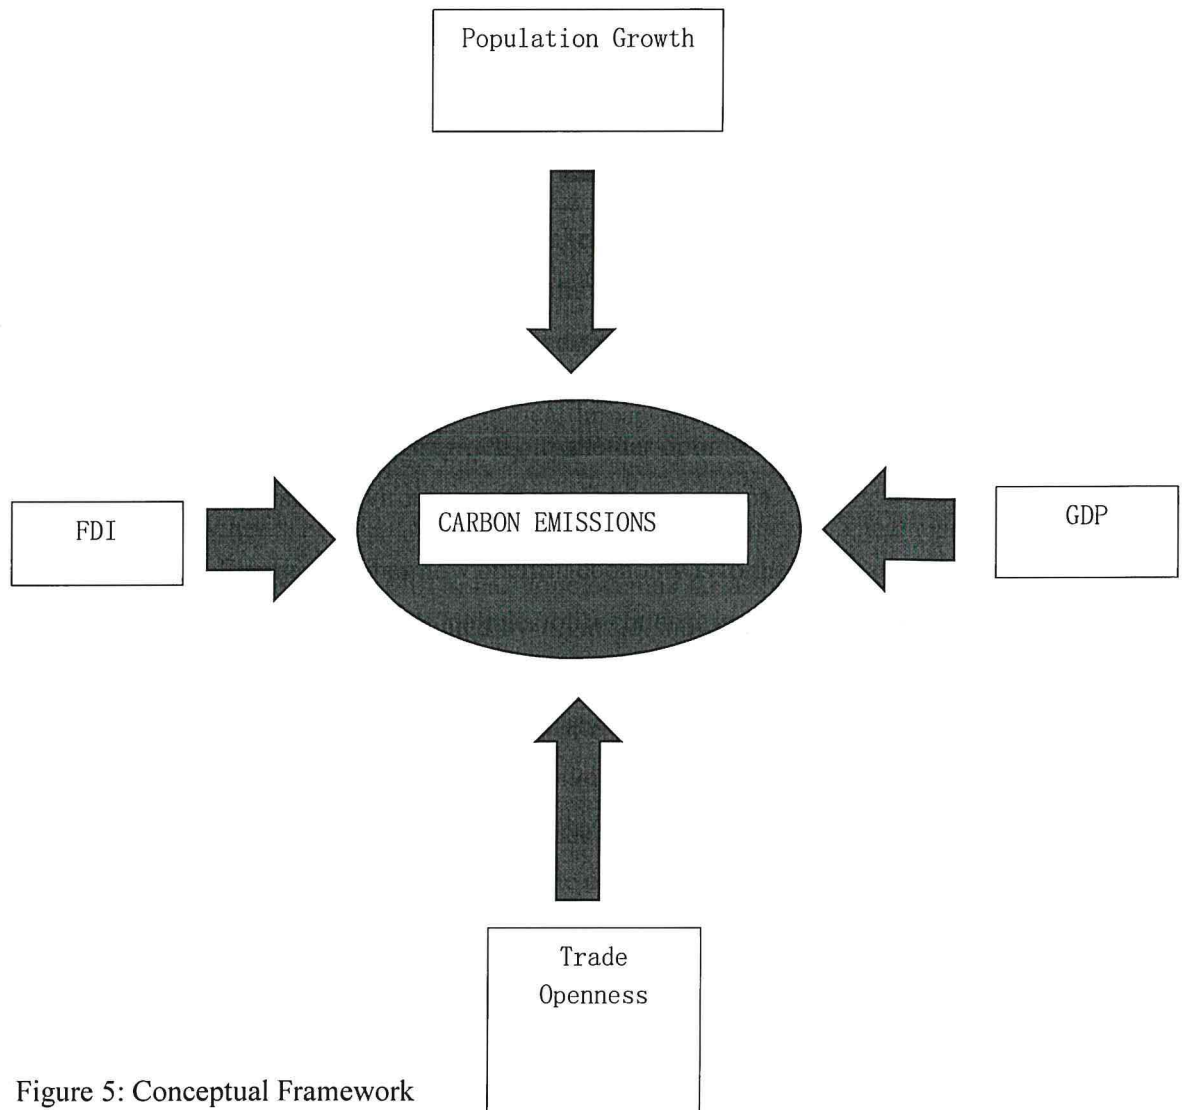 Population Growth
FDI
CARBON EMISSIONS
GDP
Trade
Openness
Figure 5: Conceptual Framework